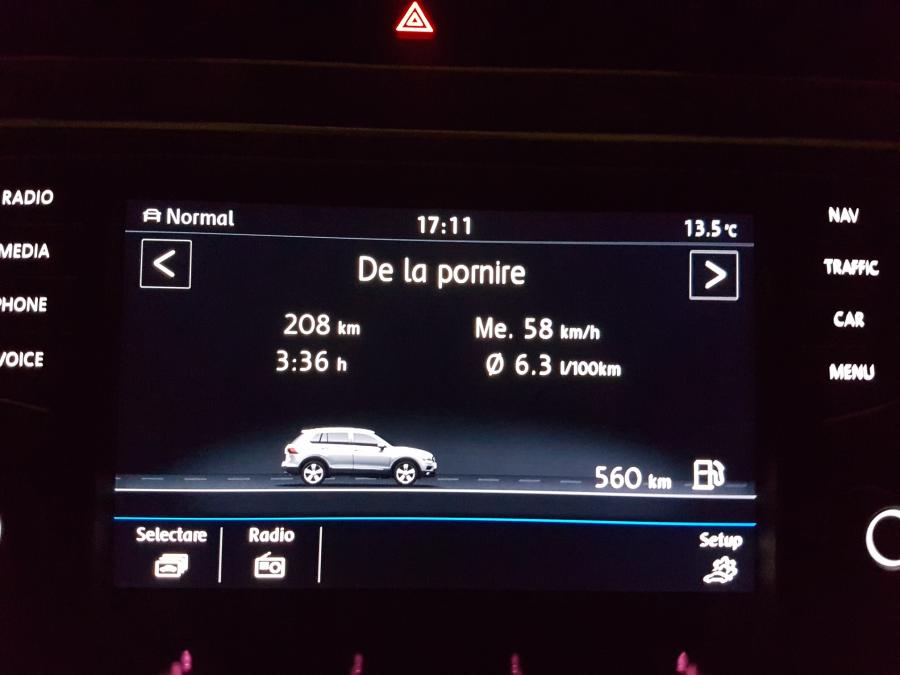 RADIO
MEDIA
PHONE
VOICE
Normal
17:11
13.5°C
<
De la pornire
>
208 km
Me. 58 km/h
3:36 h
Ø 6.3 l/100km
560 km
Selectare
Radio
Setup
NAV
TRAFFIC
CAR
MENU